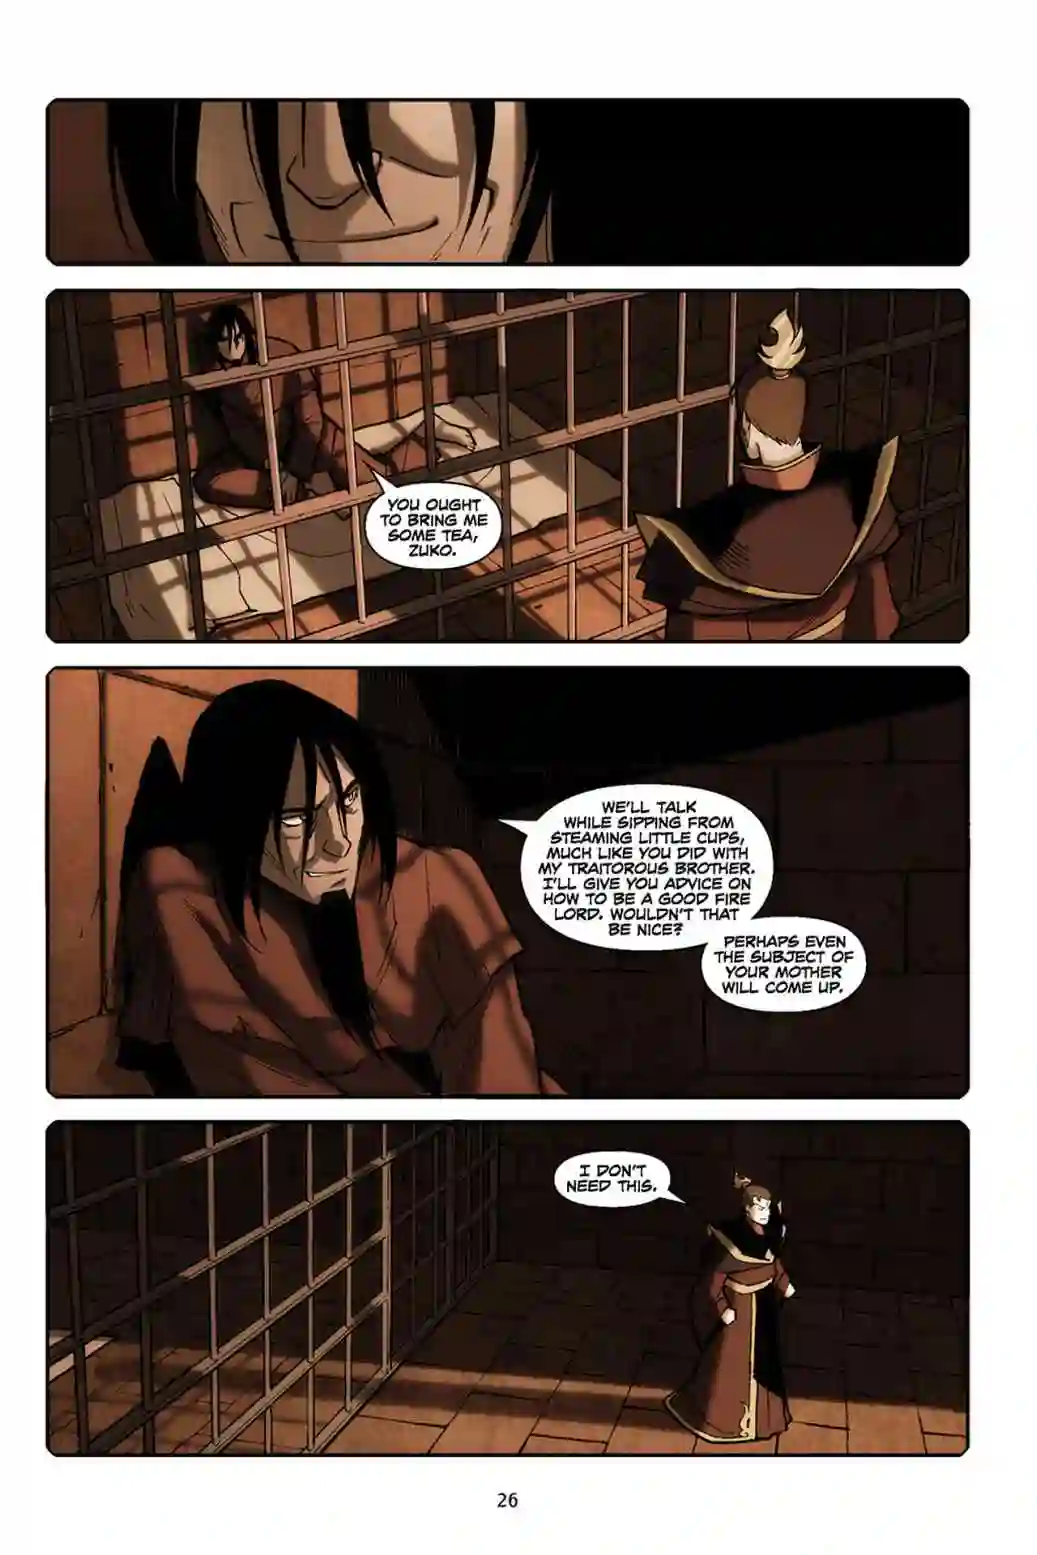 YOU OUGHT
TO BRING ME
SOME TEA,
ZUKO.
WE'LL TALK
WHILE SIPPING FROM
STEAMING LITTLE CUPS,
MUCH LIKE YOU DID WITH
MY TRAITOROUS BROTHER.
I'LL GIVE YOU ADVICE ON
HOW TO BE A GOOD FIRE
LORD. WOULDN'T THAT
BE NICE?
PERHAPS EVEN
THE SUBJECT OF
YOUR MOTHER
WILL COME UP.
I DON'T
NEED THIS.
26